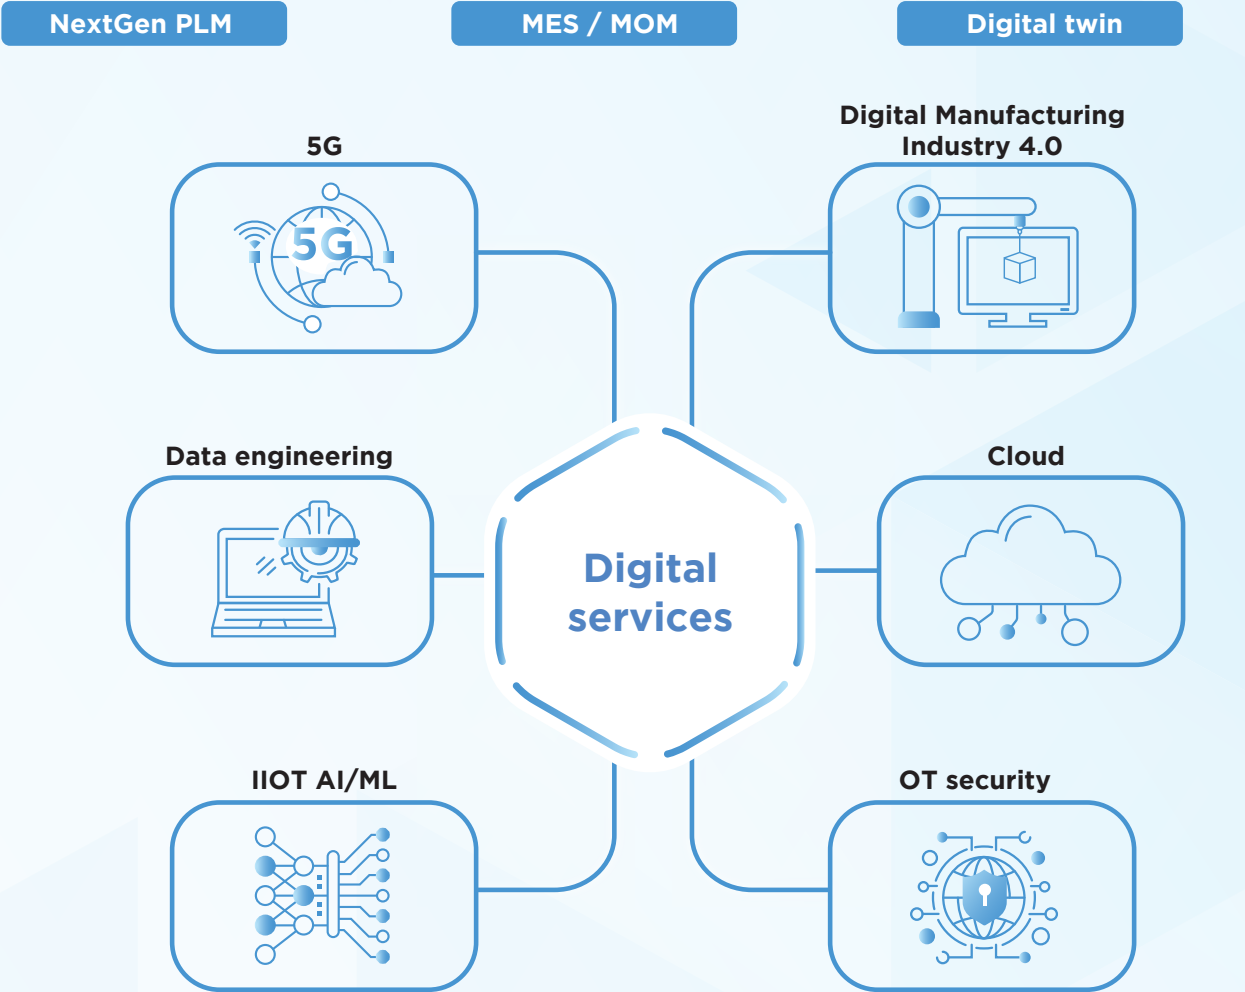 NextGen PLM
MES / MOM
Digital twin
5G
5G
Digital Manufacturing
Industry 4.0
Data engineering
Cloud
Digital
services
IIOT AI/ML
OT security